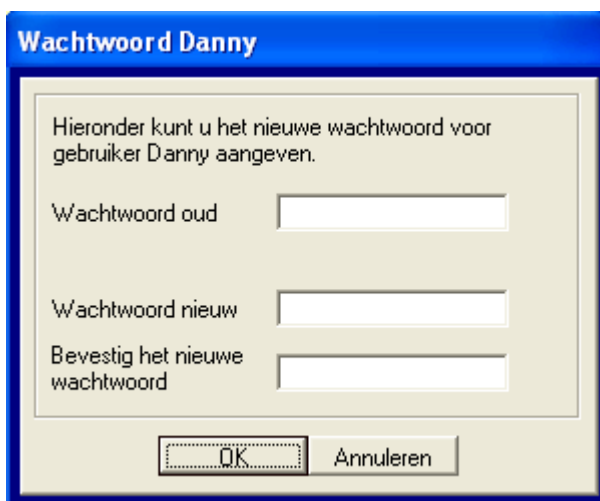 Wachtwoord Danny
Hieronder kunt u het nieuwe wachtwoord voor
gebruiker Danny aangeven.
Wachtwoord oud
Wachtwoord nieuw
Bevestig het nieuwe
wachtwoord
OK
Annuleren